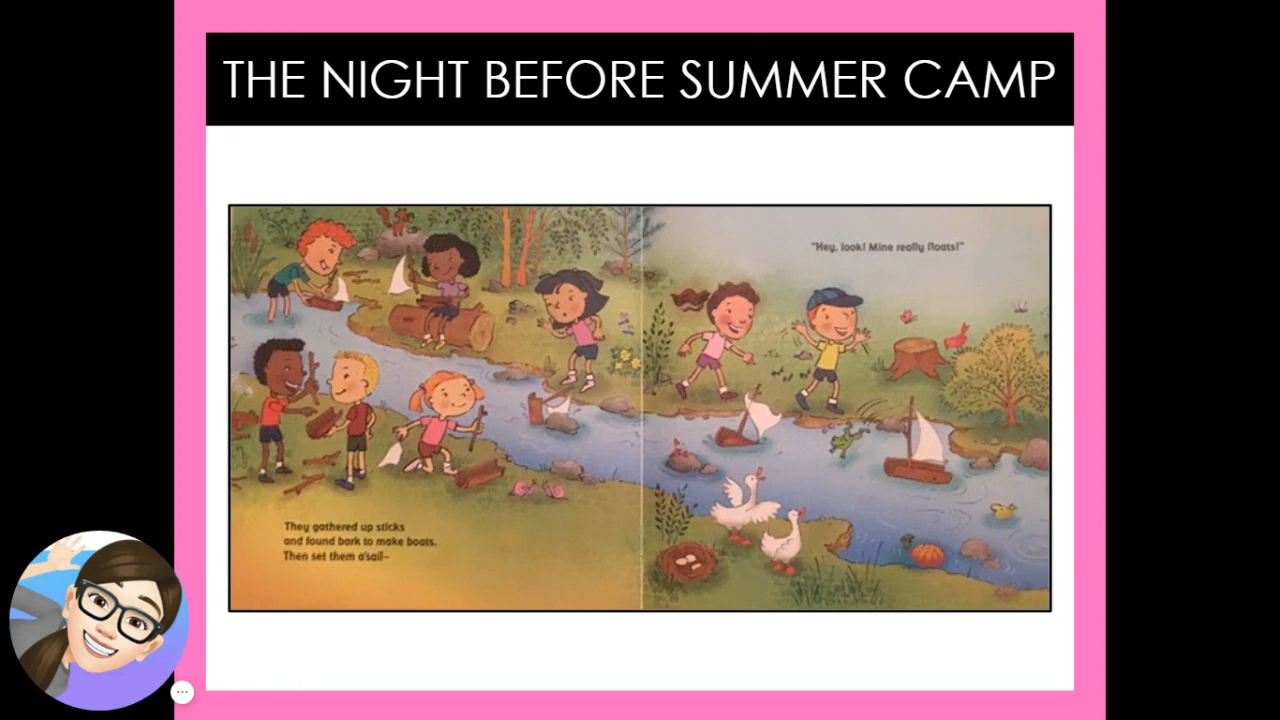 THE NIGHT BEFORE SUMMER CAMP
They gathered up sticks
and found bark to make boats.
Then set them a'sail–
"Hey, look! Mine really floats!"